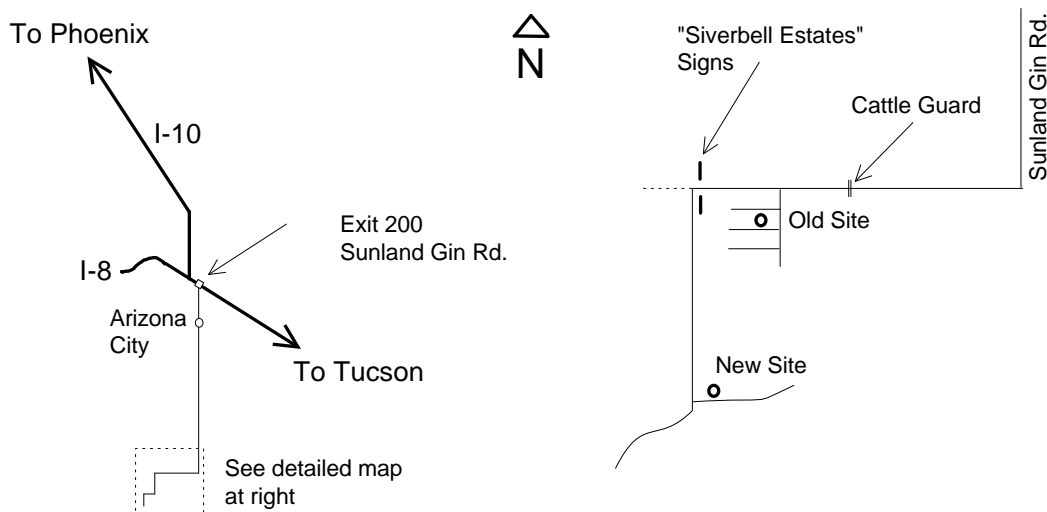 To Phoenix
I-10
I-8
Exit 200
Sunland Gin Rd.
Arizona
City
To Tucson
See detailed map
at right
N
"Siverbell Estates"
Signs
Cattle Guard
Sunland Gin Rd.
Old Site
New Site